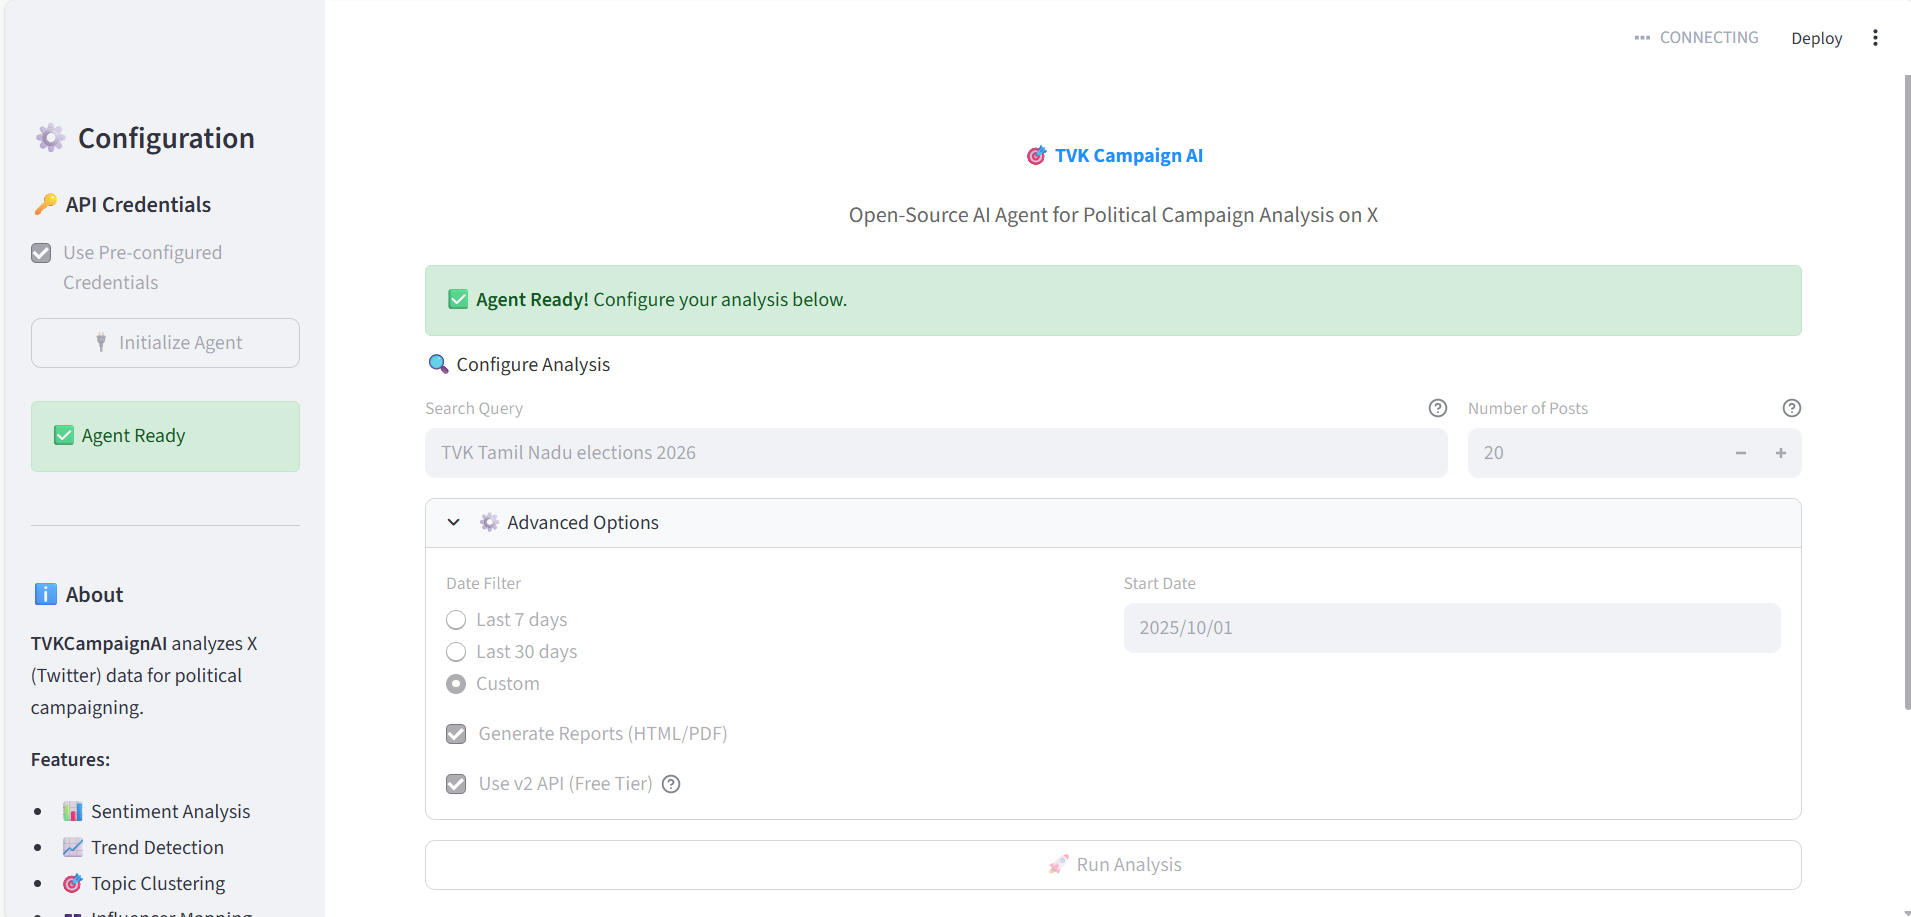 CONNECTING
Deploy
Configuration
API Credentials
Use Pre-configured
Credentials
Initialize Agent
Agent Ready
About
TVKCampaignAI analyzes X
(Twitter) data for political
campaigning.
Features:
Sentiment Analysis
Trend Detection
Topic Clustering
Influencer Mapping
TVK Campaign AI
Open-Source AI Agent for Political Campaign Analysis on X
Agent Ready! Configure your analysis below.
Configure Analysis
Search Query
TVK Tamil Nadu elections 2026
Number of Posts
20
Advanced Options
Date Filter
Last 7 days
Last 30 days
Custom
Generate Reports (HTML/PDF)
Use v2 API (Free Tier)
Start Date
2025/10/01
Run Analysis